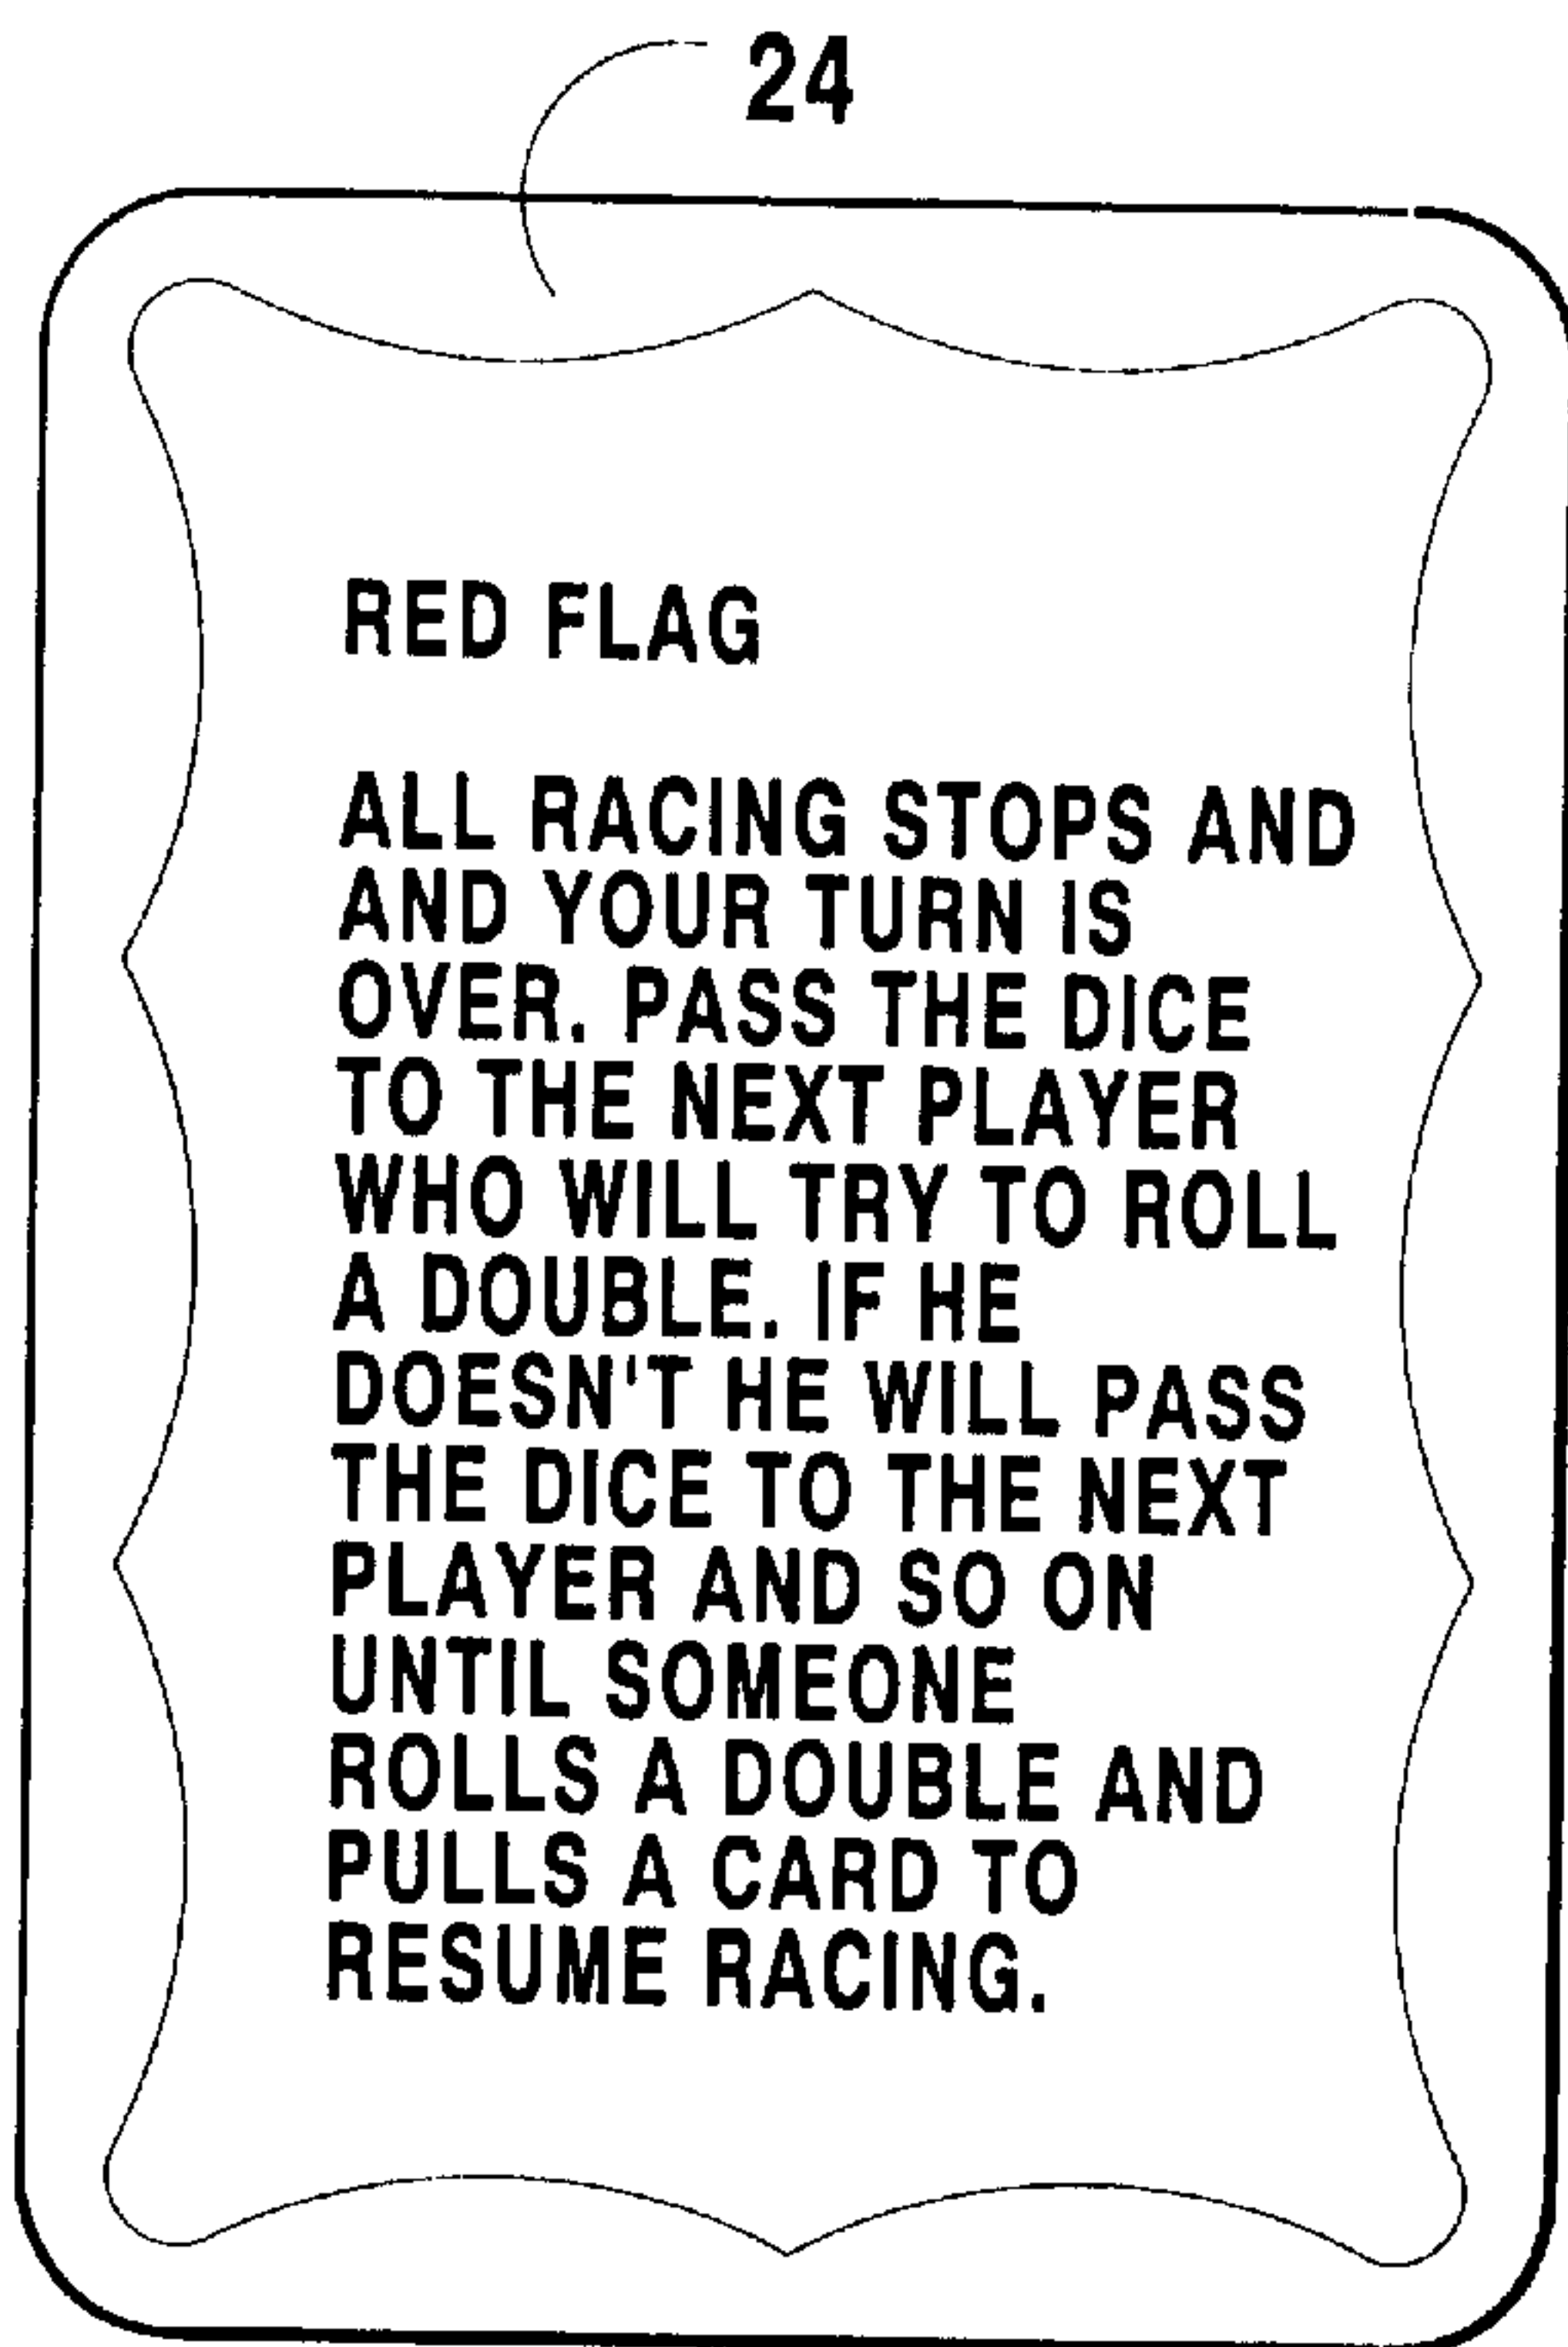 24
RED FLAG
ALL RACING STOPS AND
AND YOUR TURN IS
OVER. PASS THE DICE
TO THE NEXT PLAYER
WHO WILL TRY TO ROLL
A DOUBLE. IF HE
DOESN'T HE WILL PASS
THE DICE TO THE NEXT
PLAYER AND SO ON
UNTIL SOMEONE
ROLLS A DOUBLE AND
PULLS A CARD TO
RESUME RACING.